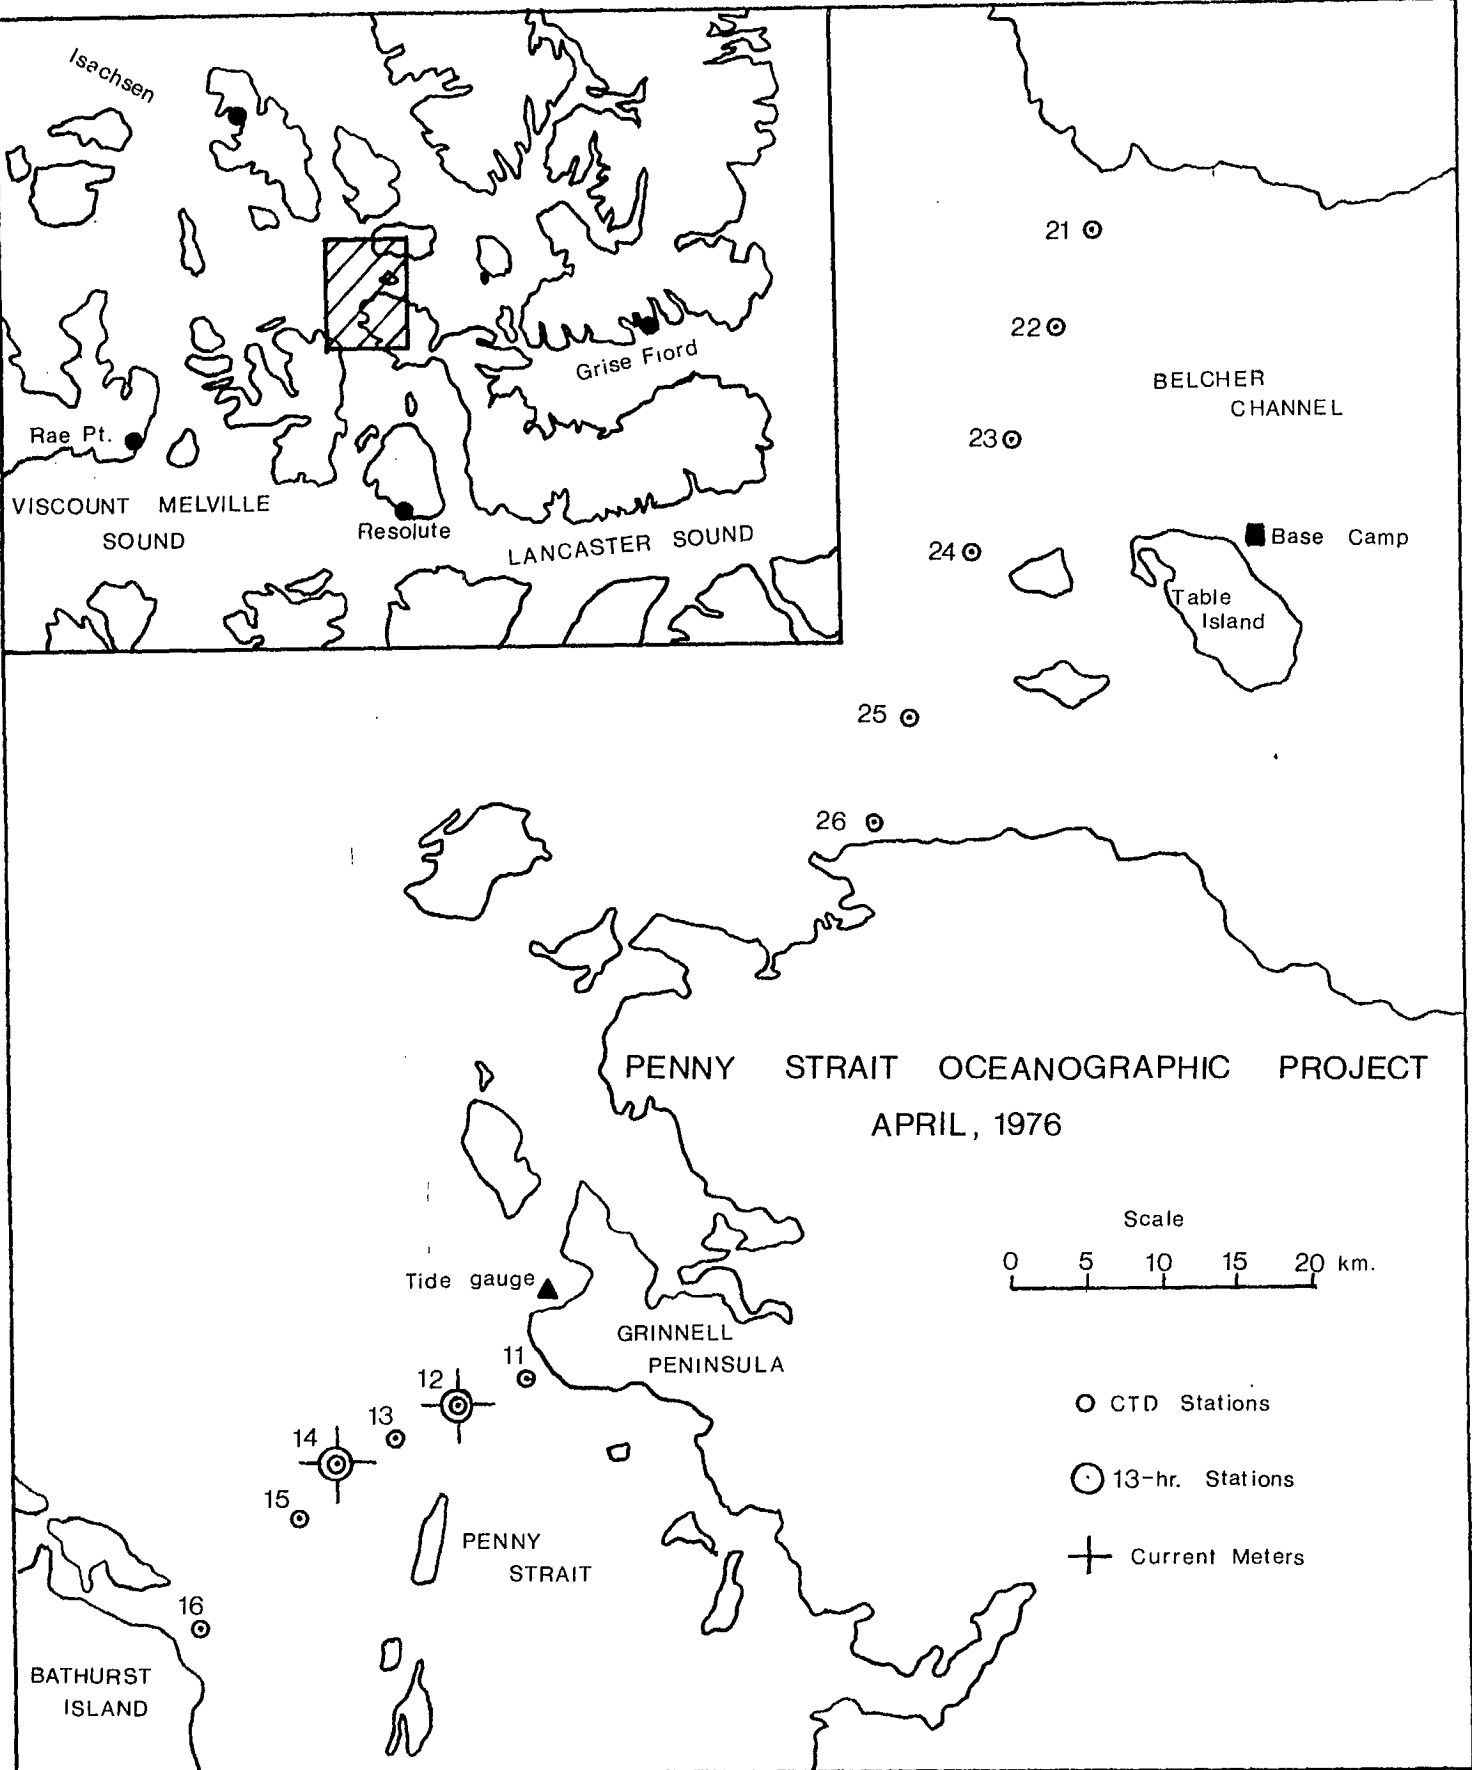 Isachsen
Grise Fiord
Rae Pt.
VISCOUNT MELVILLE
SOUND
Resolute
LANCASTER SOUND
21
22
BELCHER
CHANNEL
23
24
Base Camp
Table
Island
25
26
PENNY STRAIT OCEANOGRAPHIC PROJECT
APRIL, 1976
Scale
0 5 10 15 20 km.
Tide gauge
GRINNELL
PENINSULA
11
12
13
14
15
16
CTD Stations
13-hr. Stations
Current Meters
PENNY
STRAIT
BATHURST
ISLAND